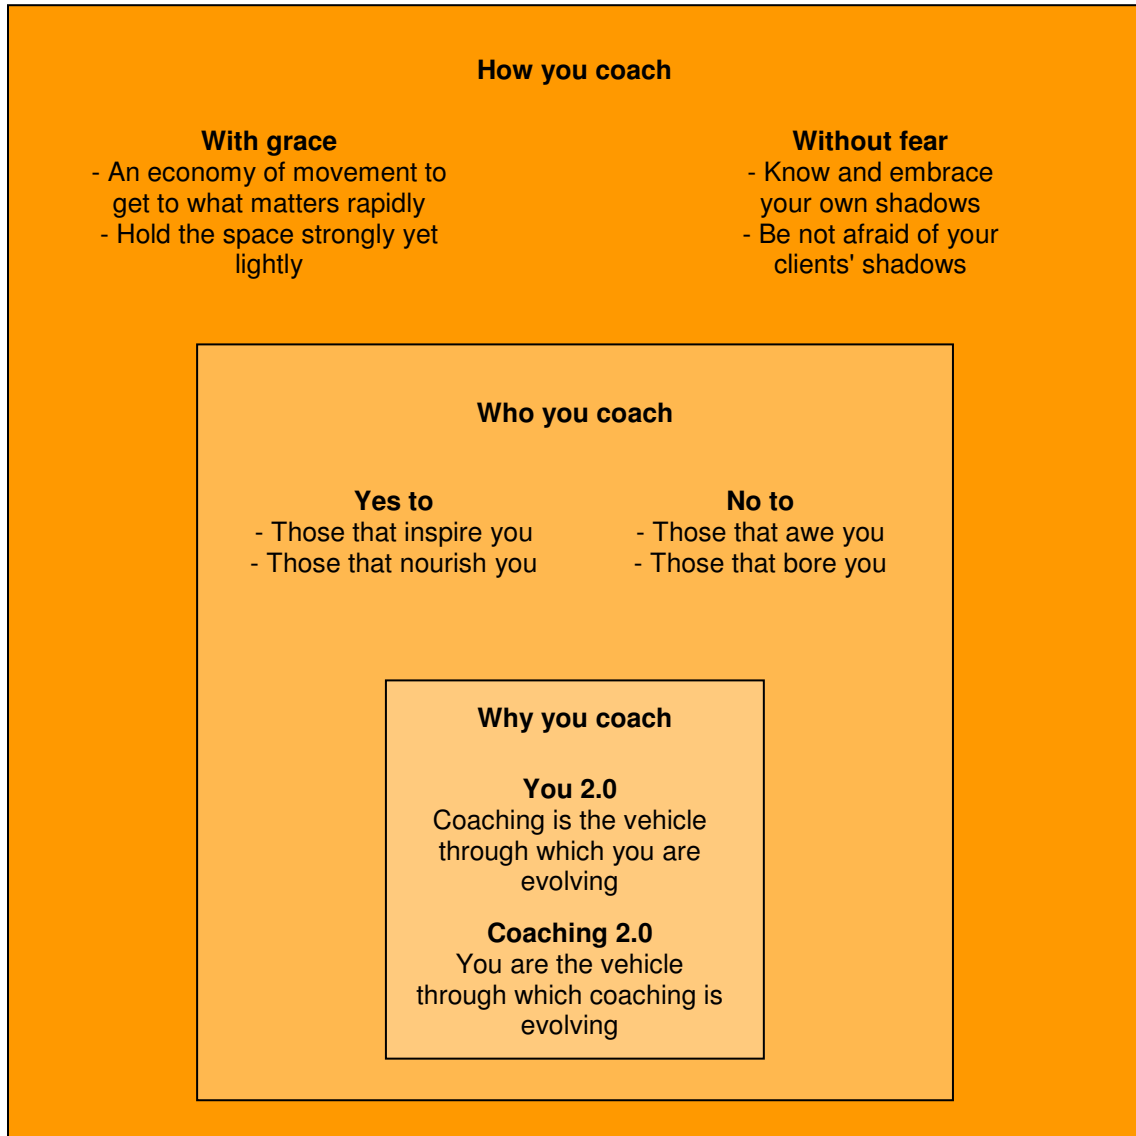 How you coach
With grace
- An economy of movement to
get to what matters rapidly
- Hold the space strongly yet
lightly
Without fear
- Know and embrace
your own shadows
- Be not afraid of your
clients' shadows
Who you coach
Yes to
- Those that inspire you
- Those that nourish you
No to
- Those that awe you
- Those that bore you
Why you coach
You 2.0
Coaching is the vehicle
through which you are
evolving
Coaching 2.0
You are the vehicle
through which coaching is
evolving